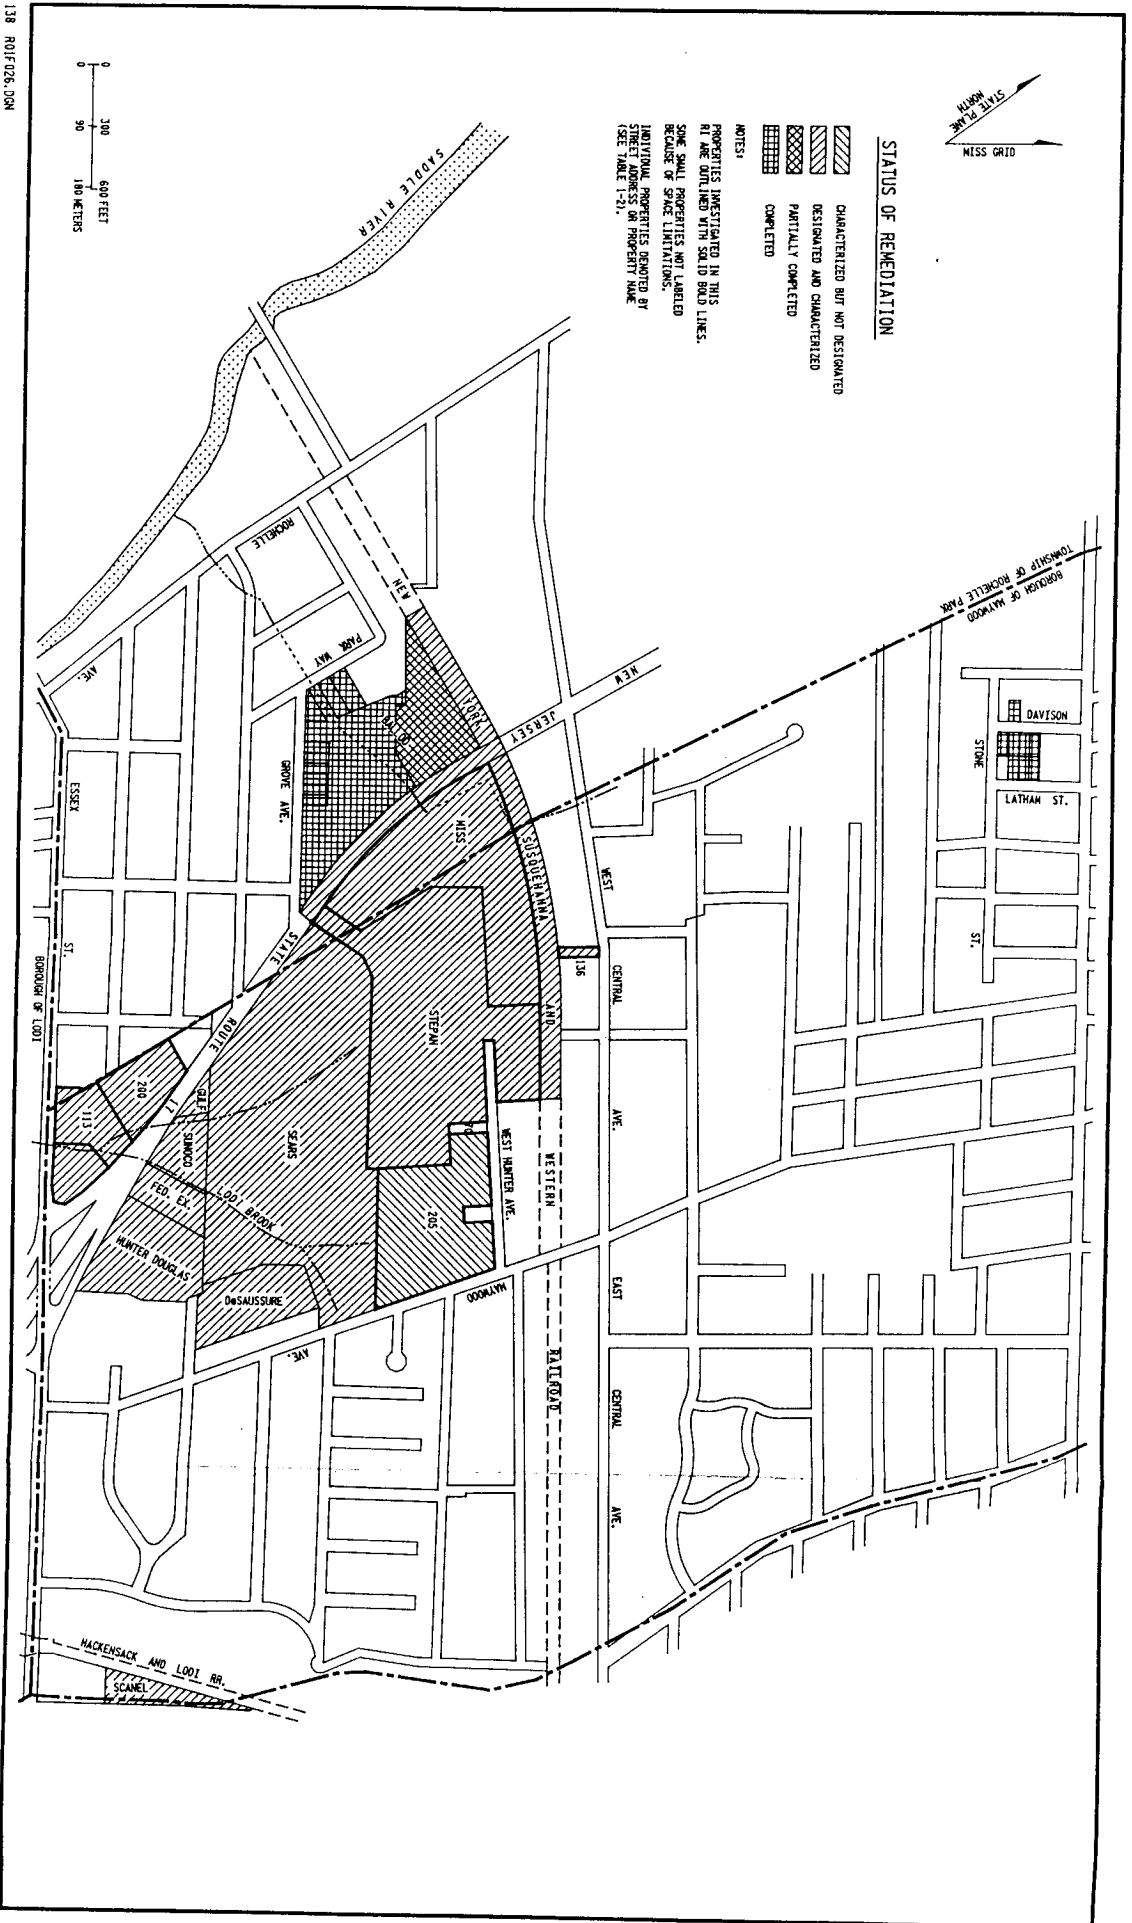 138 R01F026.DGN
STATE PLANE
NORTH
MISS GRID
STATUS OF REMEDIATION
CHARACTERIZED BUT NOT DESIGNATED
DESIGNATED AND CHARACTERIZED
PARTIALLY COMPLETED
COMPLETED
NOTES:
PROPERTIES INVESTIGATED IN THIS
RI ARE OUTLINED WITH SOLID BOLD LINES.
SOME SMALL PROPERTIES NOT LABELED
BECAUSE OF SPACE LIMITATIONS.
INDIVIDUAL PROPERTIES DENOTED BY
STREET ADDRESS OR PROPERTY NAME
(SEE TABLE 1-2).
0 300 600 FEET
0 90 180 METERS
SADDLE RIVER
TOWNSHIP OF ROCHELLE PARK
BOROUGH OF MAYWOOD
DAVISON
STONE
ST.
LATHAM ST.
NEW
JERSEY
NEW
YORK
SUSQUEHANNA
AND
WESTERN
RAILROAD
ROCHELLE
AVE.
PARK WAY
BALLOD
GROVE AVE.
ESSEX
ST.
BOROUGH OF LODI
MISS
WEST
CENTRAL
AVE.
EAST
CENTRAL
AVE.
136
STEPAN
STATE
ROUTE
17
WEST HUNTER AVE.
70
205
MAYWOOD
AVE.
SEARS
GULF
SUNOCO
FED. EX.
LODI BROOK
HUNTER DOUGLAS
DeSAUSSURE
200
113
HACKENSACK AND LODI RR.
SCANEL